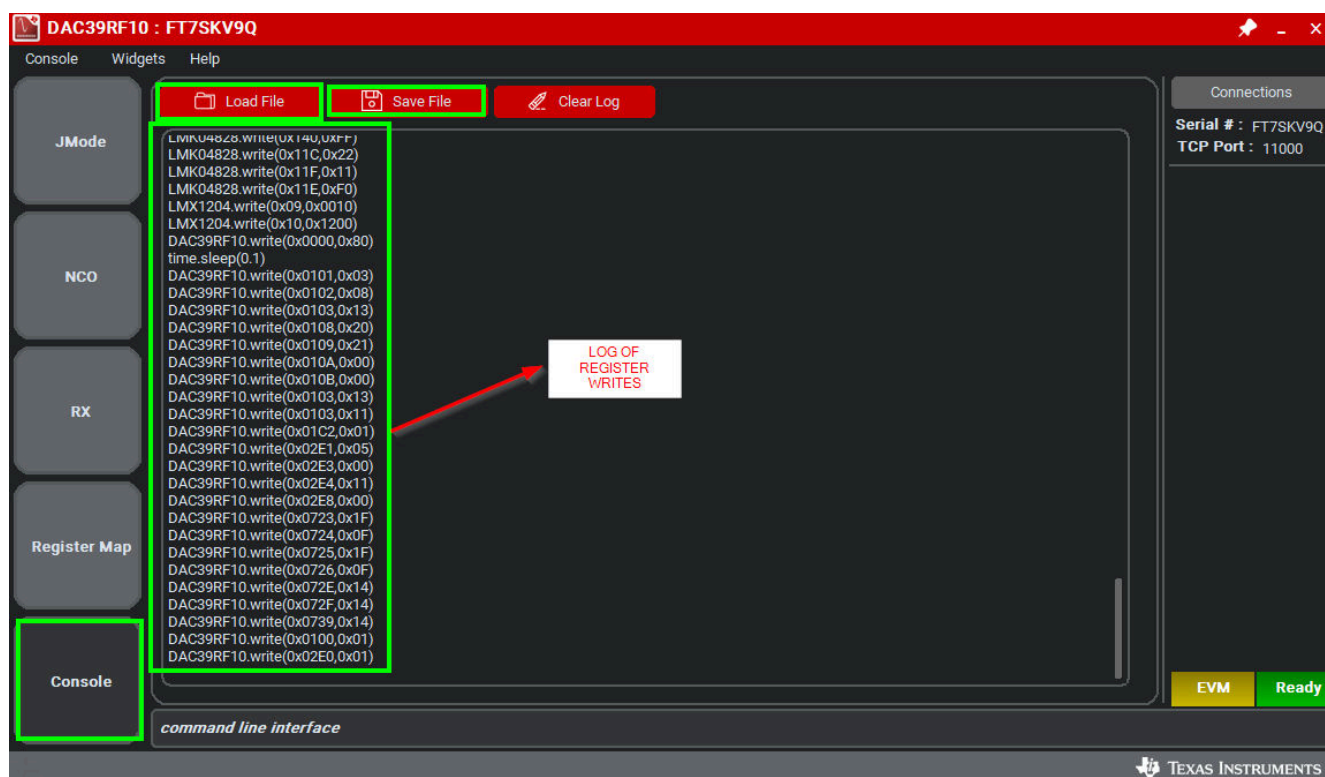 DAC39RF10 : FT7SKV9Q
Console Widgets Help
Load File Save File Clear Log
Connections
Serial # : FT7SKV9Q
TCP Port : 11000
JMode
NCO
RX
Register Map
Console
LMK04828.write(0x140,0xFF)
LMK04828.write(0x11C,0x22)
LMK04828.write(0x11F,0x11)
LMK04828.write(0x11E,0xF0)
LMX1204.write(0x09,0x0010)
LMX1204.write(0x10,0x1200)
DAC39RF10.write(0x0000,0x80)
time.sleep(0.1)
DAC39RF10.write(0x0101,0x03)
DAC39RF10.write(0x0102,0x08)
DAC39RF10.write(0x0103,0x13)
DAC39RF10.write(0x0108,0x20)
DAC39RF10.write(0x0109,0x21)
DAC39RF10.write(0x010A,0x00)
DAC39RF10.write(0x010B,0x00)
DAC39RF10.write(0x0103,0x13)
DAC39RF10.write(0x0103,0x11)
DAC39RF10.write(0x01C2,0x01)
DAC39RF10.write(0x02E1,0x05)
DAC39RF10.write(0x02E3,0x00)
DAC39RF10.write(0x02E4,0x11)
DAC39RF10.write(0x02E8,0x00)
DAC39RF10.write(0x0723,0x1F)
DAC39RF10.write(0x0724,0x0F)
DAC39RF10.write(0x0725,0x1F)
DAC39RF10.write(0x0726,0x0F)
DAC39RF10.write(0x072E,0x14)
DAC39RF10.write(0x072F,0x14)
DAC39RF10.write(0x0739,0x14)
DAC39RF10.write(0x0100,0x01)
DAC39RF10.write(0x02E0,0x01)
LOG OF
REGISTER
WRITES
EVM Ready
command line interface
TEXAS INSTRUMENTS